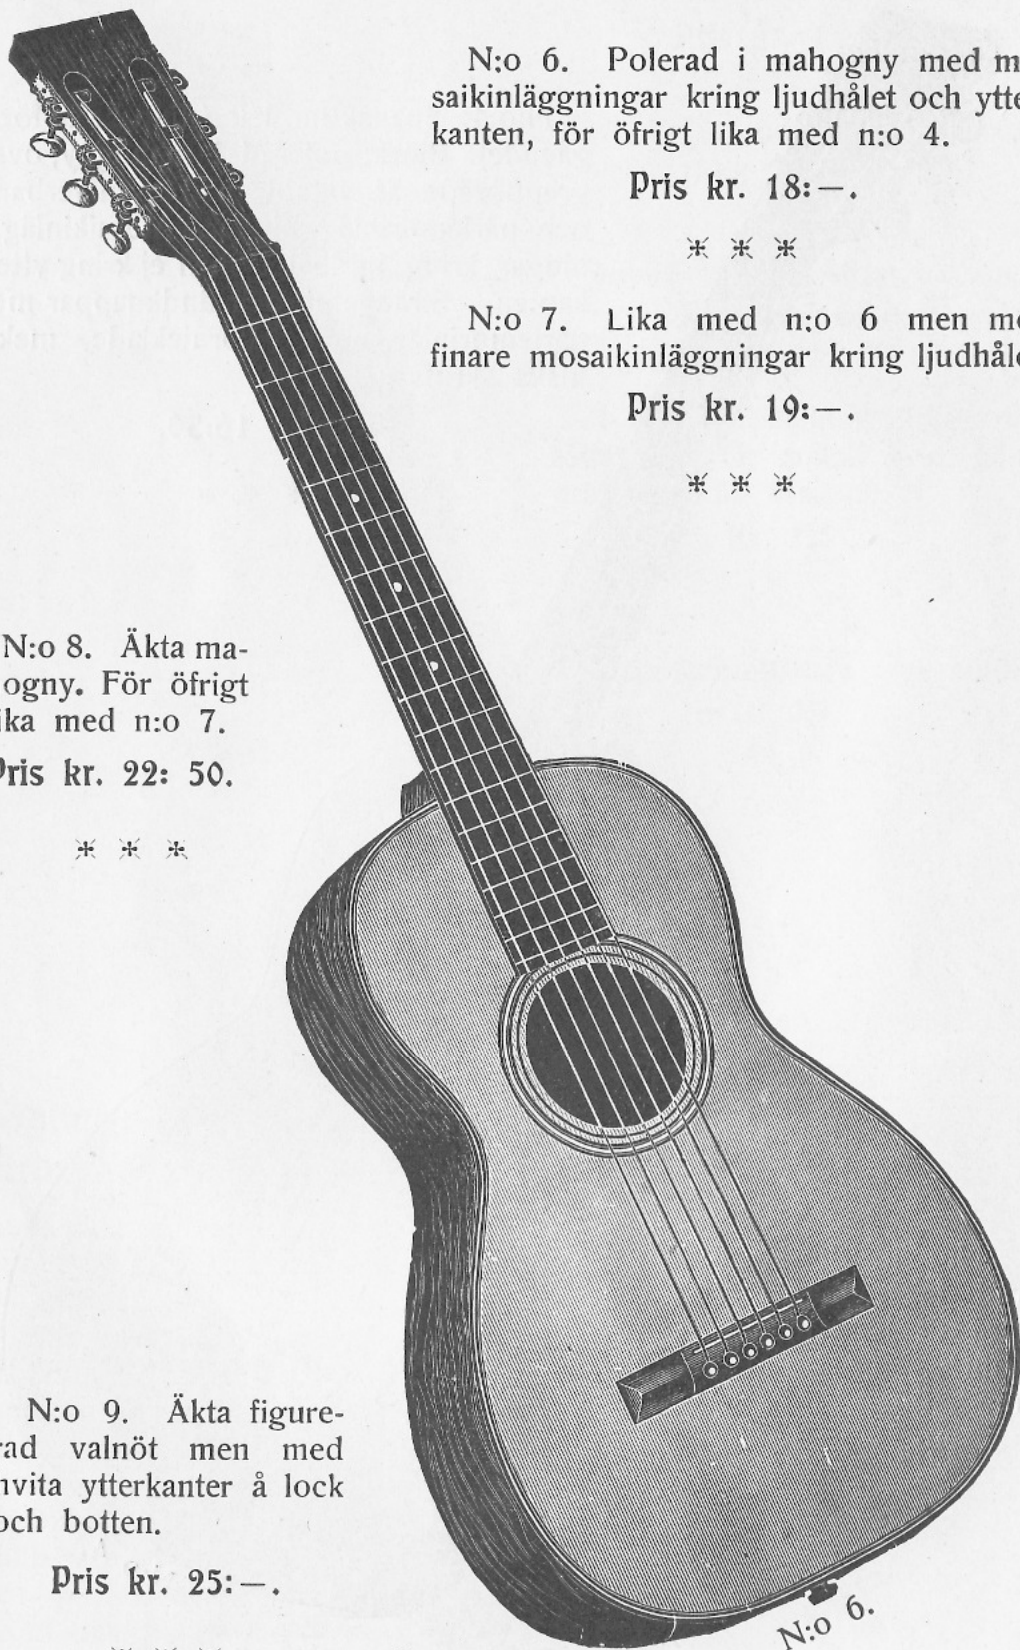 N:o 6. Polerad i mahogny med m
saikinläggningar kring ljudhålet och ytte
kanten, för öfrigt lika med n:o 4.
Pris kr. 18:—.
N:o 7. Lika med n:o 6 men me
finare mosaikinläggningar kring ljudhåle
Pris kr. 19:—.
N:o 8. Äkta ma-
ogny. För öfrigt
ika med n:o 7.
Pris kr. 22: 50.
N:o 9. Äkta figure-
rad valnöt men med
hvita ytterkanter å lock
och botten.
Pris kr. 25:—.
N:o 6.